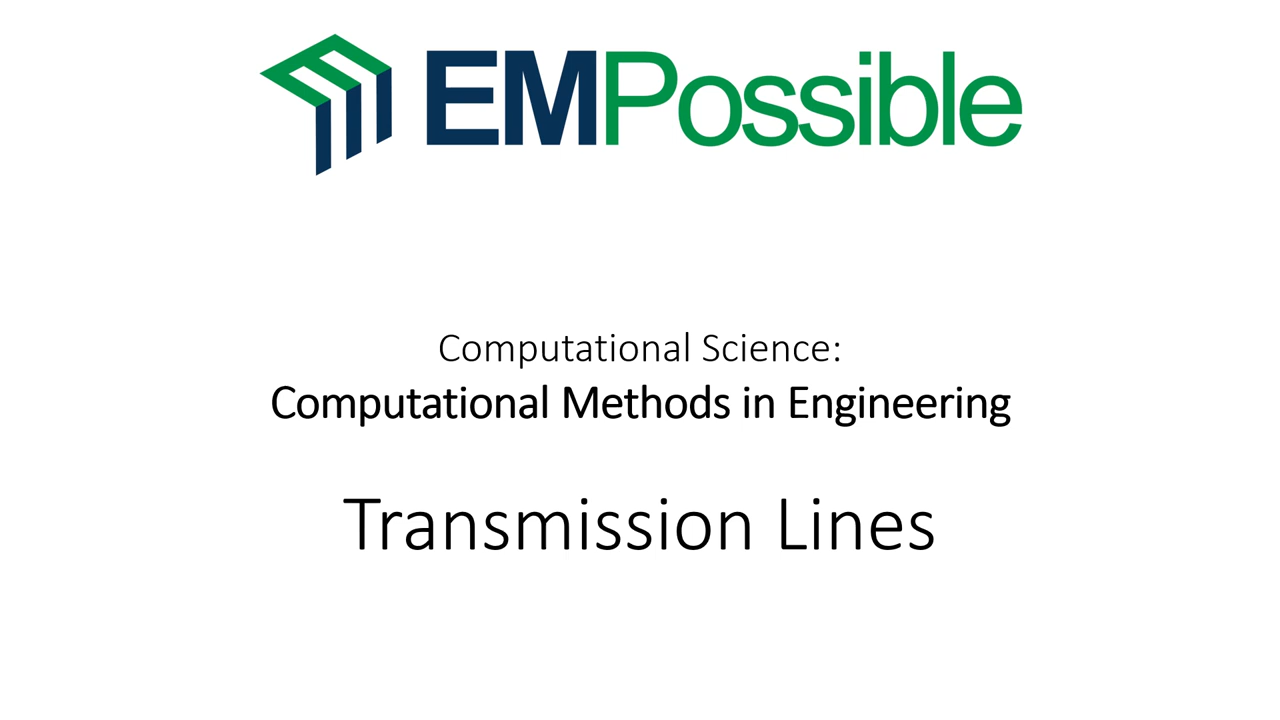 EMPossible
Computational Science:
Computational Methods in Engineering
Transmission Lines